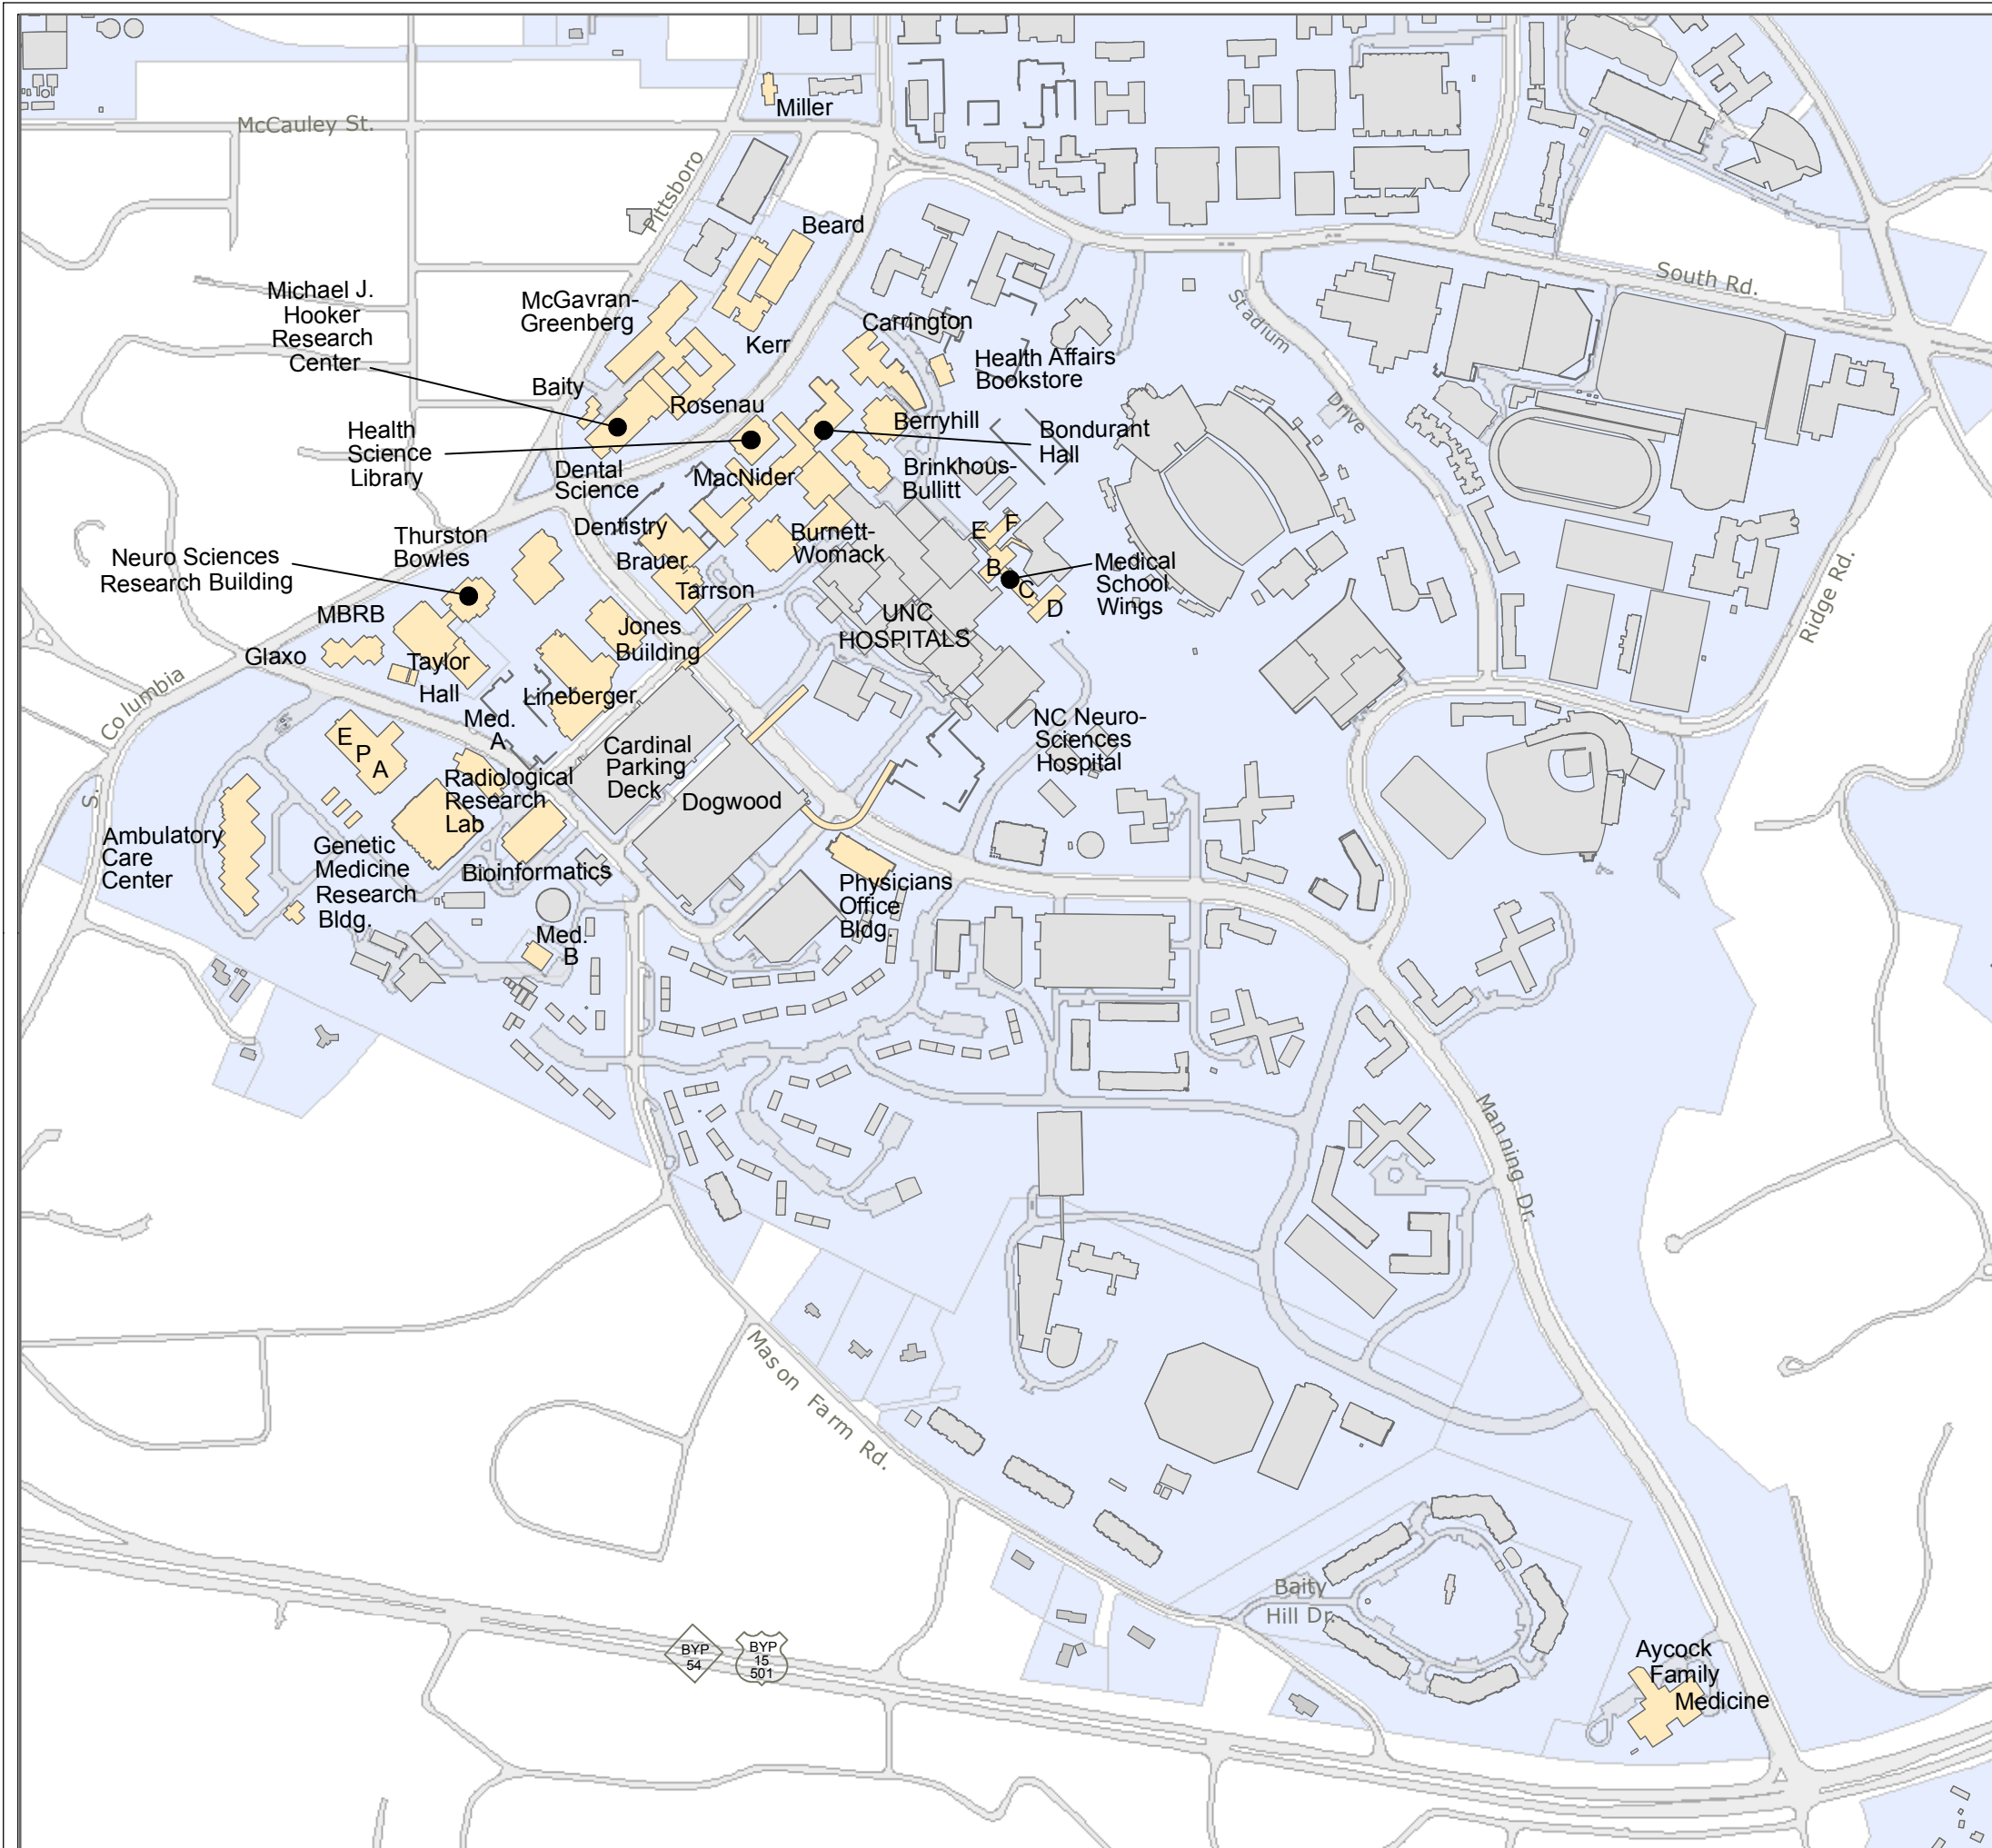 Miller
McCauley St.
Pittsboro
Beard
South Rd.
Michael J.
Hooker
Research
Center
McGavran-
Greenberg
Stadium
Drive
Carrington
Kerr
Health Affairs
Bookstore
Baity
Rosenau
Berryhill
Bondurant
Hall
Health
Science
Library
Dental
Science
MacNider
Brinkhous-
Bullitt
Dentistry
Thurston
Bowles
Burnett-
Womack
E
F
Neuro Sciences
Research Building
Brauer
B
Medical
School
Wings
C
D
Tarrson
Ridge Rd.
MBRB
UNC
HOSPITALS
Jones
Building
Glaxo
Taylor
Hall
Lineberger
S.
Columbia
Med.
A
NC Neuro-
Sciences
Hospital
E
P
A
Cardinal
Parking
Deck
Radiological
Research
Lab
Dogwood
Ambulatory
Care
Center
Genetic
Medicine
Research
Bldg.
Bioinformatics
Physicians
Office
Bldg.
Med.
B
Manning Dr.
Mason Farm Rd.
Baity
Hill Dr.
BYP
54
BYP
15
501
Aycock
Family
Medicine